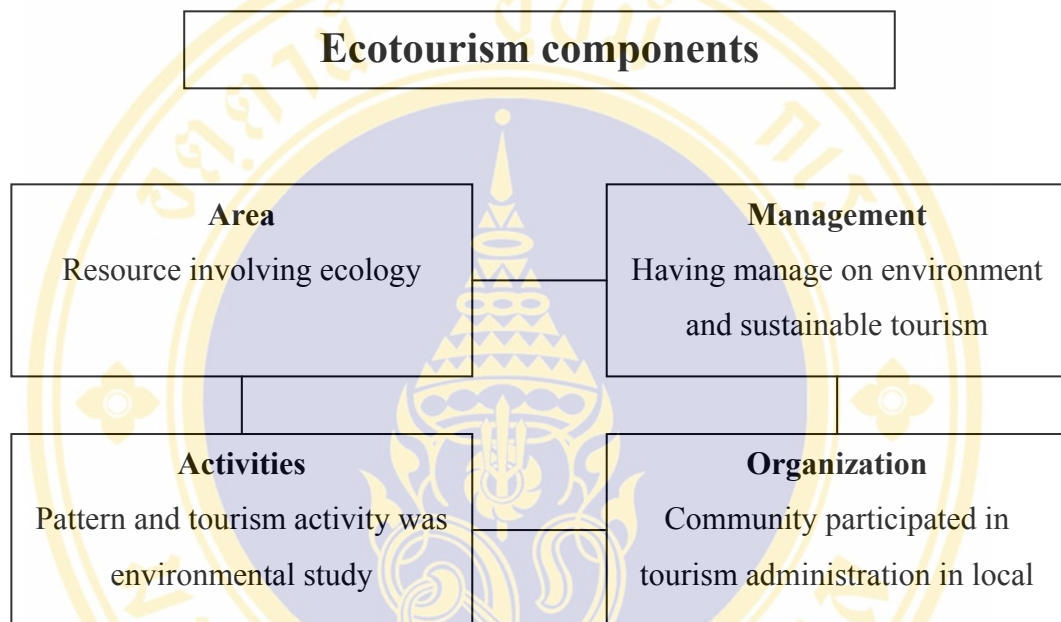 Ecotourism components
Area
Resource involving ecology
Management
Having manage on environment
and sustainable tourism
Activities
Pattern and tourism activity was
environmental study
Organization
Community participated in
tourism administration in local